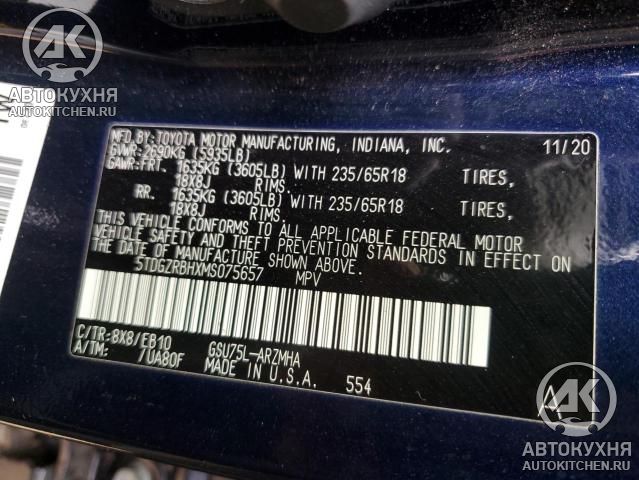 АВТОКУХНЯ
AUTOKITCHEN.RU
MFD.BY:TOYOTA MOTOR MANUFACTURING, INDIANA, INC. 11/20
GVWR:2690KG (5935LB)
GAWR:FRT. 1635KG (3605LB) WITH 235/65R18 TIRES,
18X8J RIMS.
RR. 1635KG (3605LB) WITH 235/65R18 TIRES,
18X8J RIMS.
THIS VEHICLE CONFORMS TO ALL APPLICABLE FEDERAL MOTOR
VEHICLE SAFETY AND THEFT PREVENTION STANDARDS IN EFFECT ON
THE DATE OF MANUFACTURE SHOWN ABOVE.
5TDGZRBHXMS075657 MPV
C/TR:8X8/EB10 GSU75L-ARZMHA
A/TM: /UA80F MADE IN U.S.A. 554
АК
АВТОКУХНЯ
AUTOKITCHEN.RU